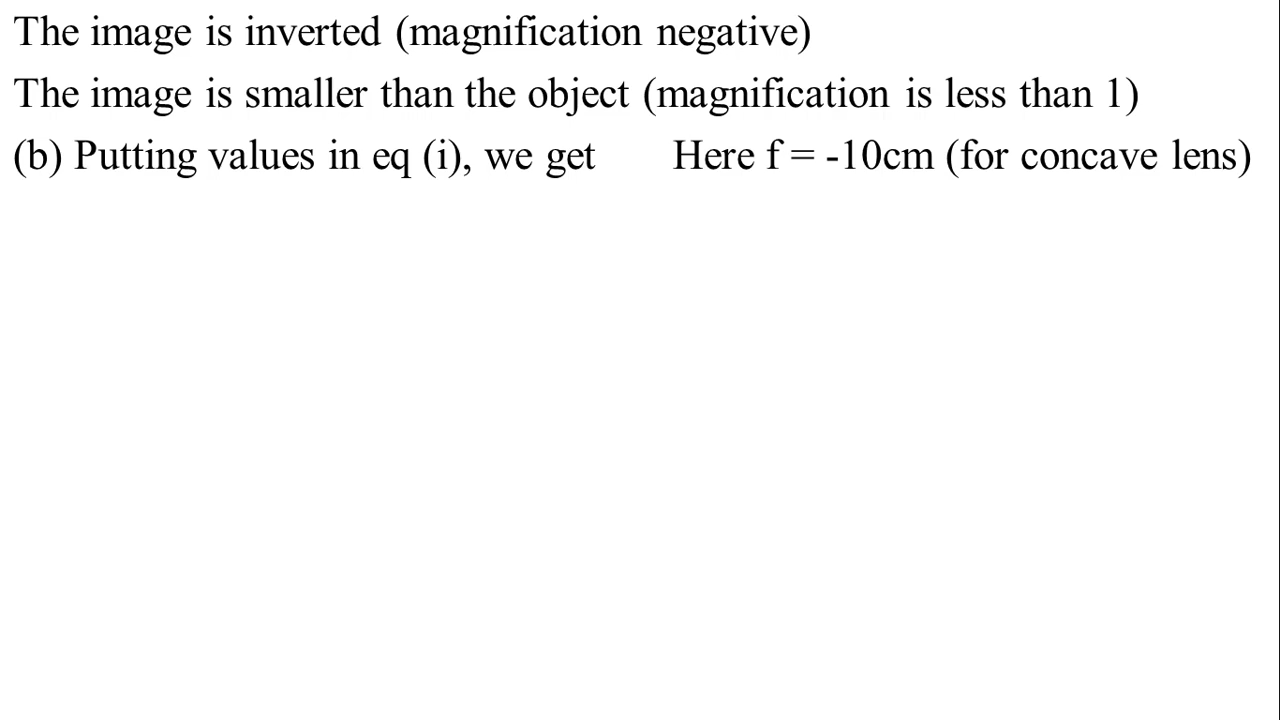 The image is inverted (magnification negative)
The image is smaller than the object (magnification is less than 1)
(b) Putting values in eq (i), we get Here f = -10cm (for concave lens)